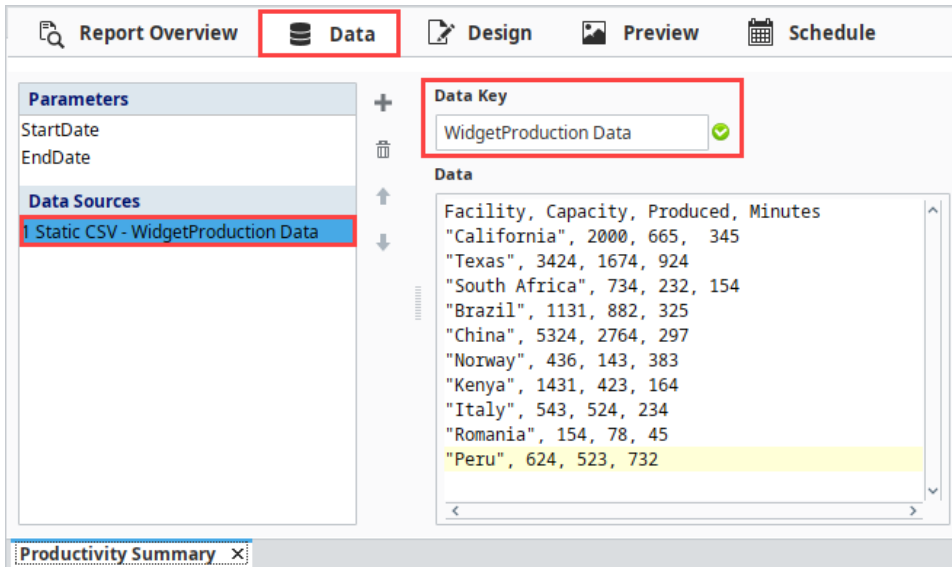 Report Overview Data Design Preview Schedule
Parameters
StartDate
EndDate
Data Sources
1 Static CSV - WidgetProduction Data
Data Key
WidgetProduction Data
Data
Facility, Capacity, Produced, Minutes
"California", 2000, 665,  345
"Texas", 3424, 1674, 924
"South Africa", 734, 232, 154
"Brazil", 1131, 882, 325
"China", 5324, 2764, 297
"Norway", 436, 143, 383
"Kenya", 1431, 423, 164
"Italy", 543, 524, 234
"Romania", 154, 78, 45
"Peru", 624, 523, 732
Productivity Summary